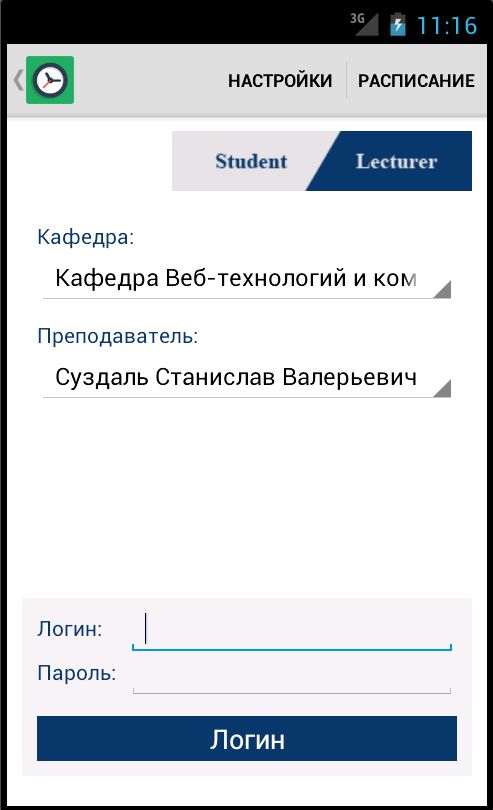 3G 11:16
НАСТРОЙКИ РАСПИСАНИЕ
Student Lecturer
Кафедра:
Кафедра Веб-технологий и ком
Преподаватель:
Суздаль Станислав Валерьевич
Логин:
Пароль:
Логин